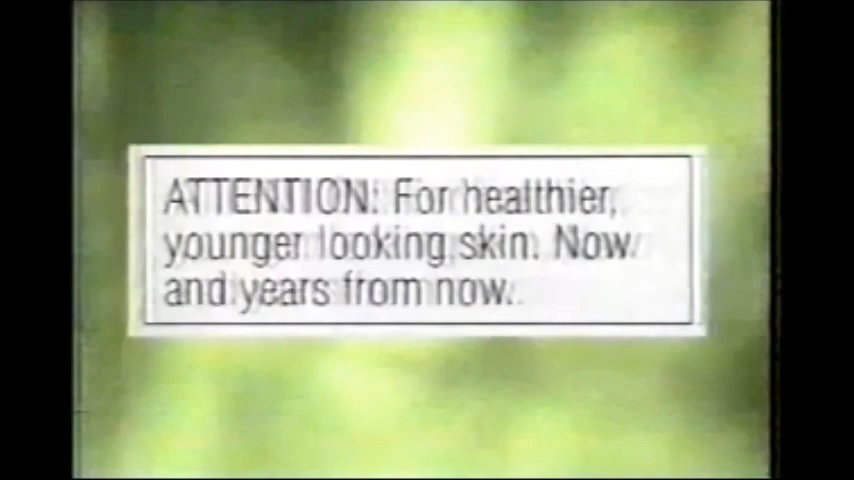 ATTENTION: For healthier,
younger looking skin. Now
and years from now.